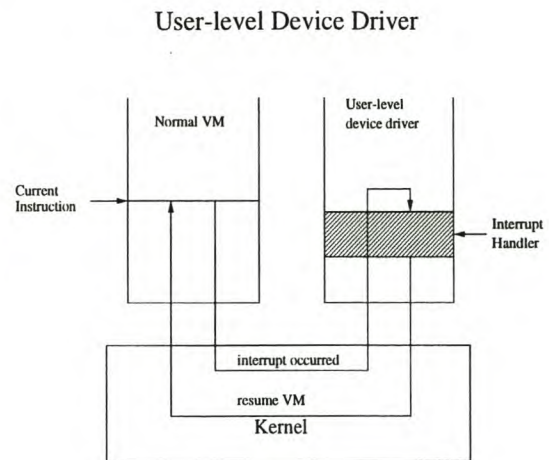 User-level Device Driver
Normal VM
User-level
device driver
Current
Instruction
Interrupt
Handler
interrupt occurred
resume VM
Kernel